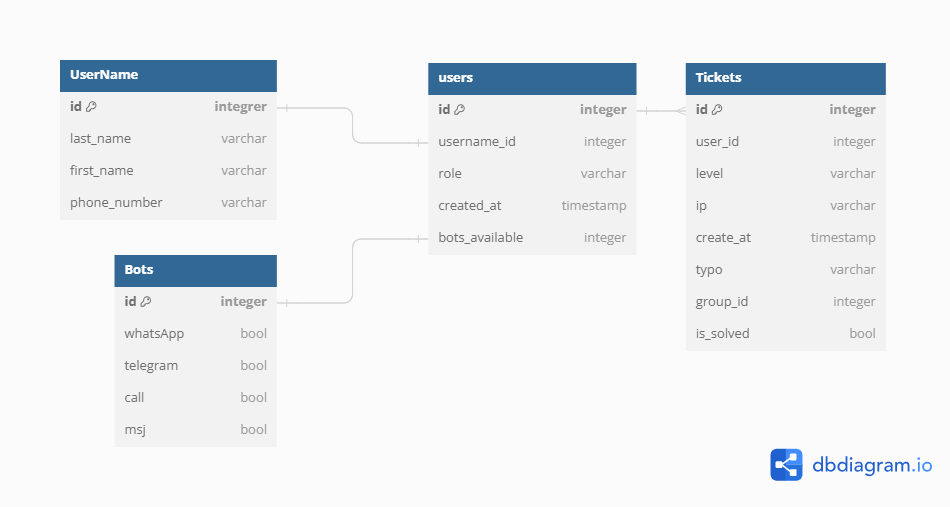 UserName
id integrer
last_name varchar
first_name varchar
phone_number varchar
Bots
id integer
whatsApp bool
telegram bool
call bool
msj bool
users
id integer
username_id integer
role varchar
created_at timestamp
bots_available integer
Tickets
id integer
user_id integer
level varchar
ip varchar
create_at timestamp
typo varchar
group_id integer
is_solved bool
dbdiagram.io